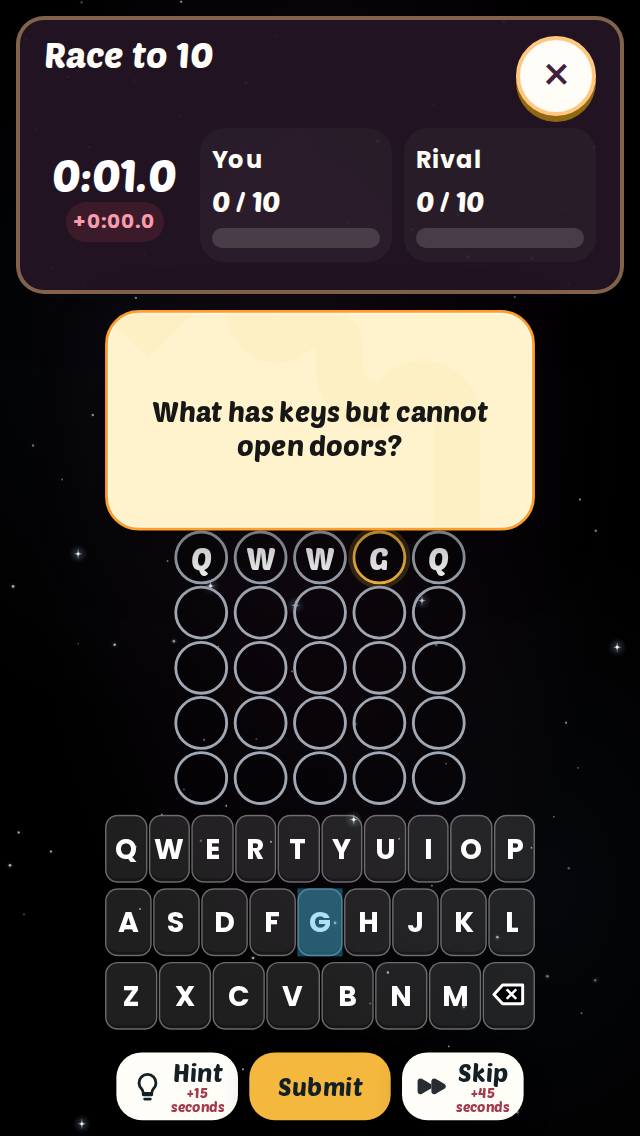 Race to 10
×
0:01.0
+0:00.0
You
0 / 10
Rival
0 / 10
What has keys but cannot
open doors?
Q W W G Q
Q W E R T Y U I O P
A S D F G H J K L
Z X C V B N M
Hint
+15
seconds
Submit
Skip
+45
seconds